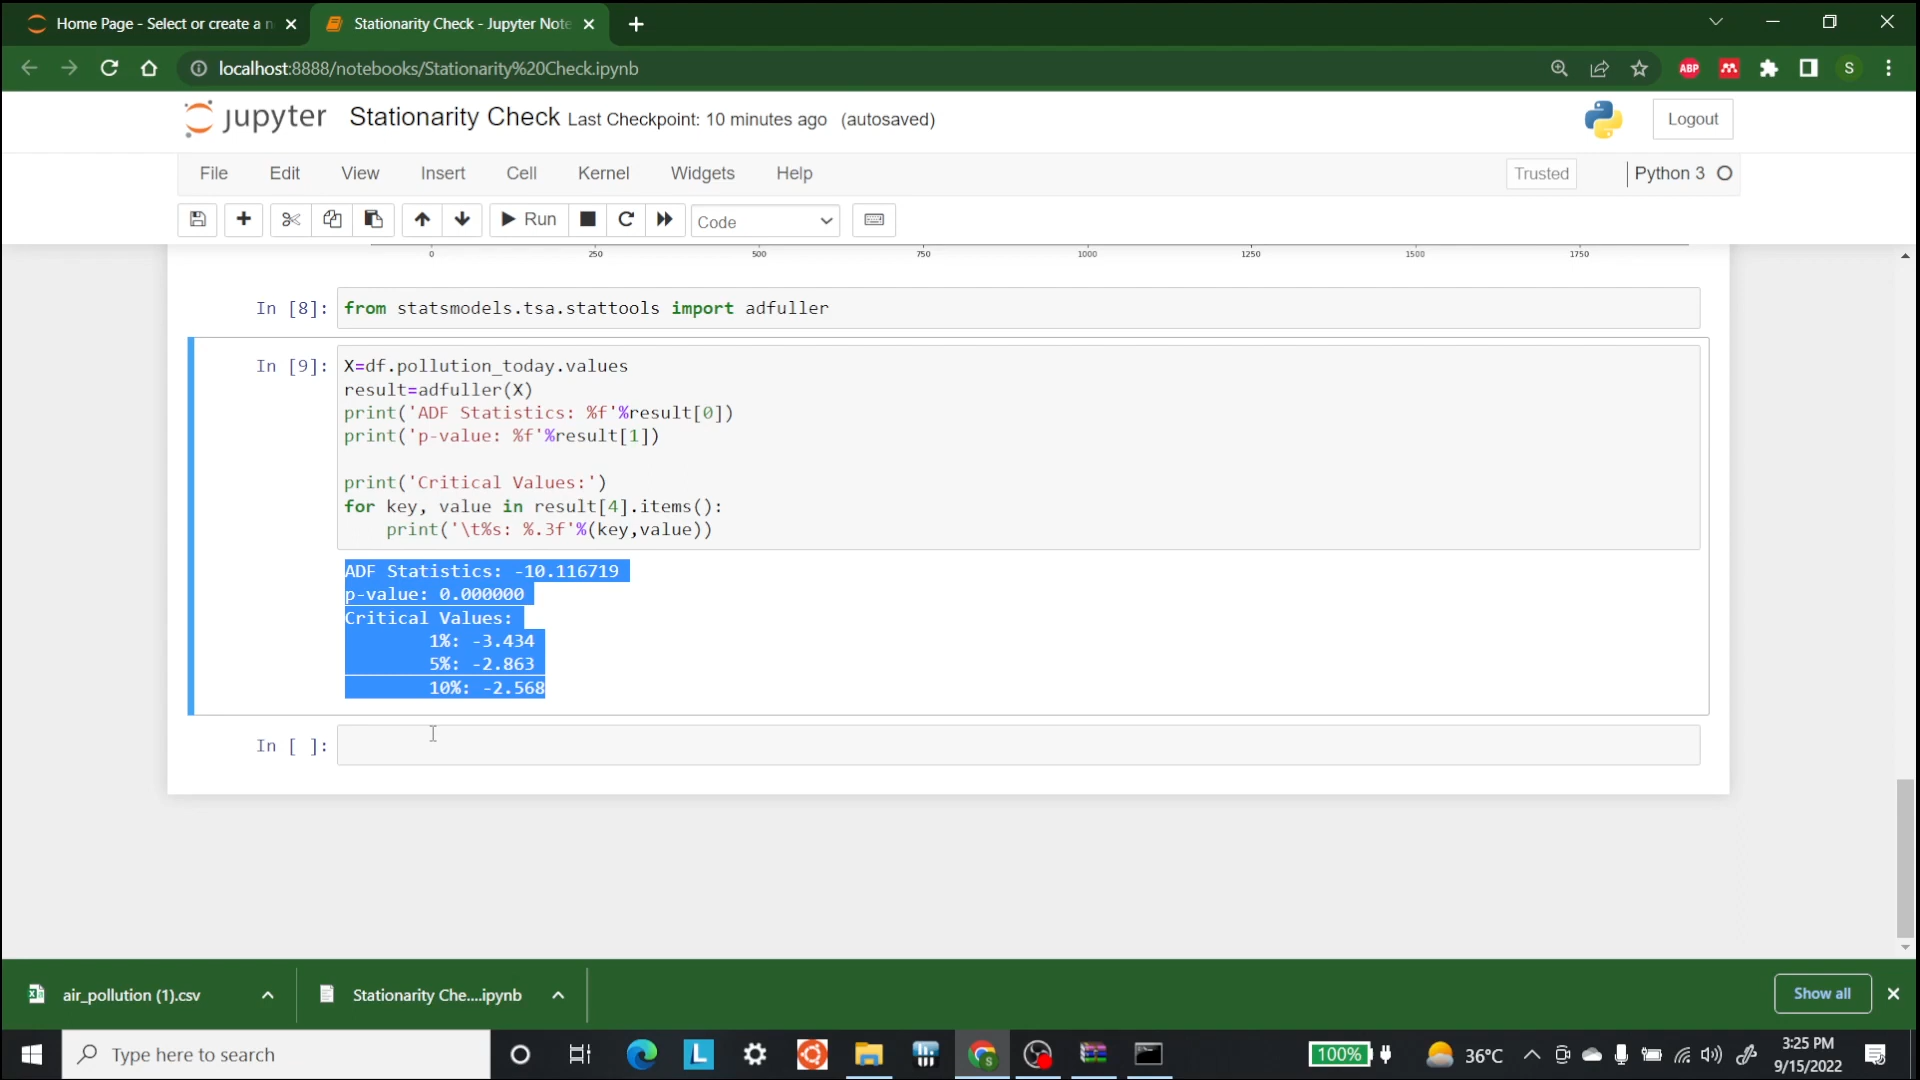 Home Page - Select or create a n
Stationarity Check - Jupyter Note
localhost:8888/notebooks/Stationarity%20Check.ipynb
ABP
S
jupyter
Stationarity Check Last Checkpoint: 10 minutes ago (autosaved)
Logout
File Edit View Insert Cell Kernel Widgets Help
Trusted
Python 3
Run
Code
0 250 500 750 1000 1250 1500 1750
In [8]: from statsmodels.tsa.stattools import adfuller
In [9]: X=df.pollution_today.values
result=adfuller(X)
print('ADF Statistics: %f'%result[0])
print('p-value: %f'%result[1])
print('Critical Values:')
for key, value in result[4].items():
print('\t%s: %.3f'%(key,value))
ADF Statistics: -10.116719
p-value: 0.000000
Critical Values:
1%: -3.434
5%: -2.863
10%: -2.568
In [ ]:
air_pollution (1).csv
Stationarity Che....ipynb
Show all
Type here to search
L
S
100%
36°C
3:25 PM
9/15/2022